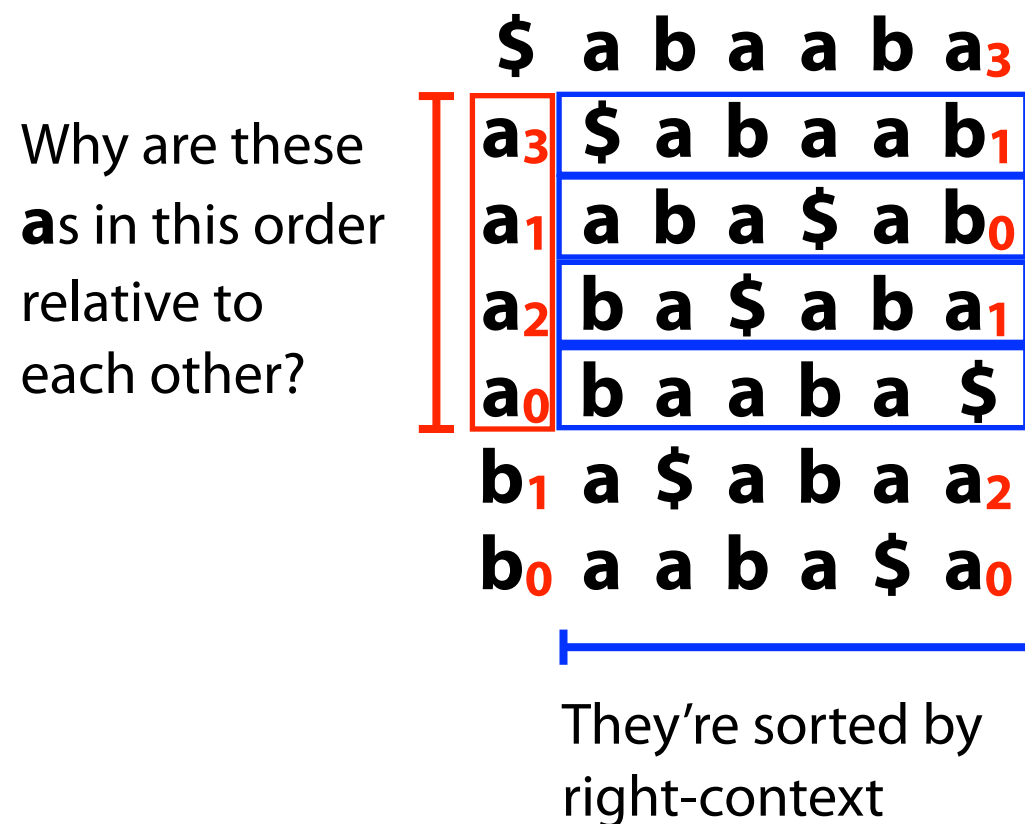 $ a b a a b a3
a3 $ a b a a b1
a1 a b a $ a b0
a2 b a $ a b a1
a0 b a a b a $
b1 a $ a b a a2
b0 a a b a $ a0
Why are these
as in this order
relative to
each other?
They’re sorted by
right-context